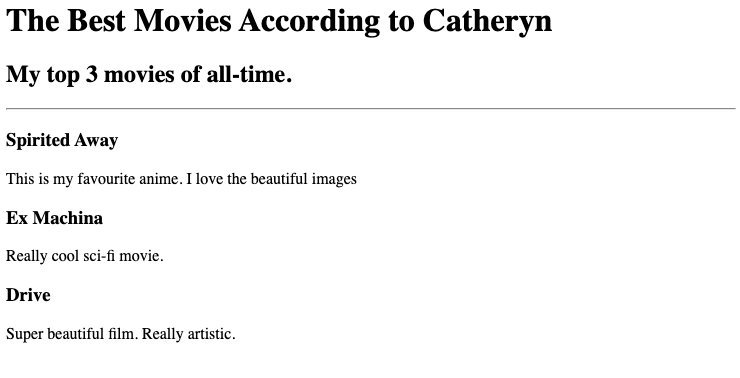 The Best Movies According to Catheryn
My top 3 movies of all-time.
Spirited Away
This is my favourite anime. I love the beautiful images
Ex Machina
Really cool sci-fi movie.
Drive
Super beautiful film. Really artistic.